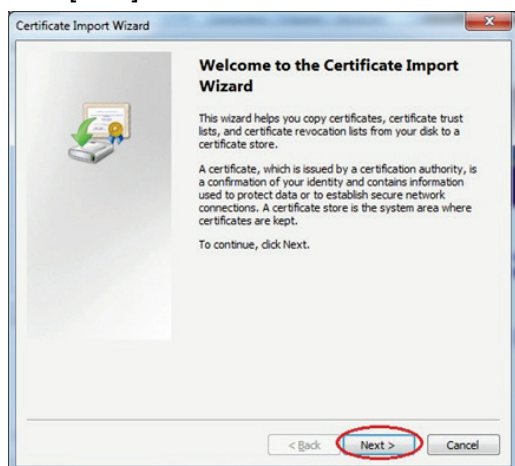 Certificate Import Wizard
Welcome to the Certificate Import
Wizard
This wizard helps you copy certificates, certificate trust
lists, and certificate revocation lists from your disk to a
certificate store.
A certificate, which is issued by a certification authority, is
a confirmation of your identity and contains information
used to protect data or to establish secure network
connections. A certificate store is the system area where
certificates are kept.
To continue, click Next.
< Back
Next >
Cancel